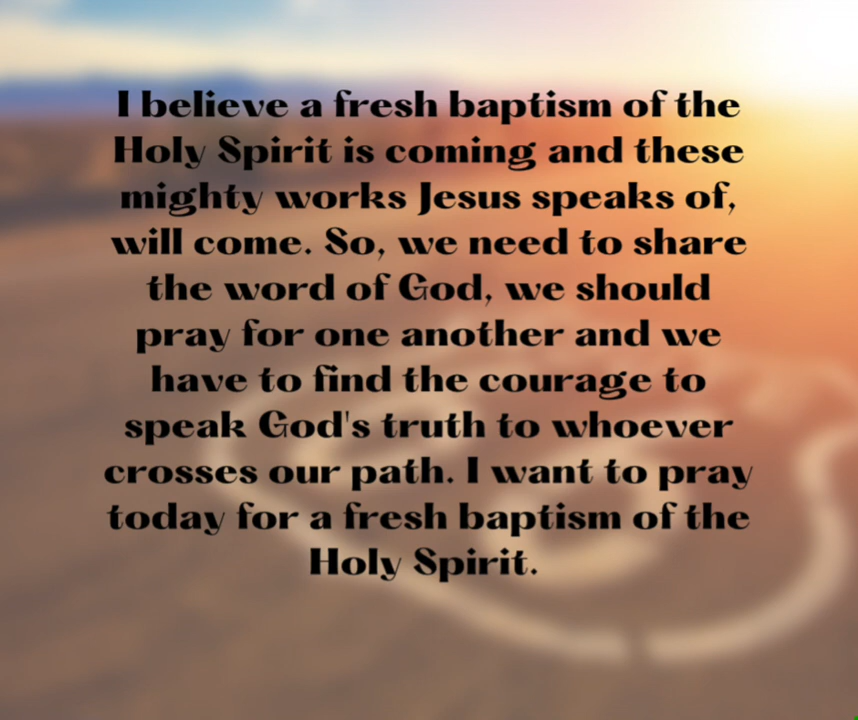 I believe a fresh baptism of the
Holy Spirit is coming and these
mighty works Jesus speaks of,
will come. So, we need to share
the word of God, we should
pray for one another and we
have to find the courage to
speak God's truth to whoever
crosses our path. I want to pray
today for a fresh baptism of the
Holy Spirit.